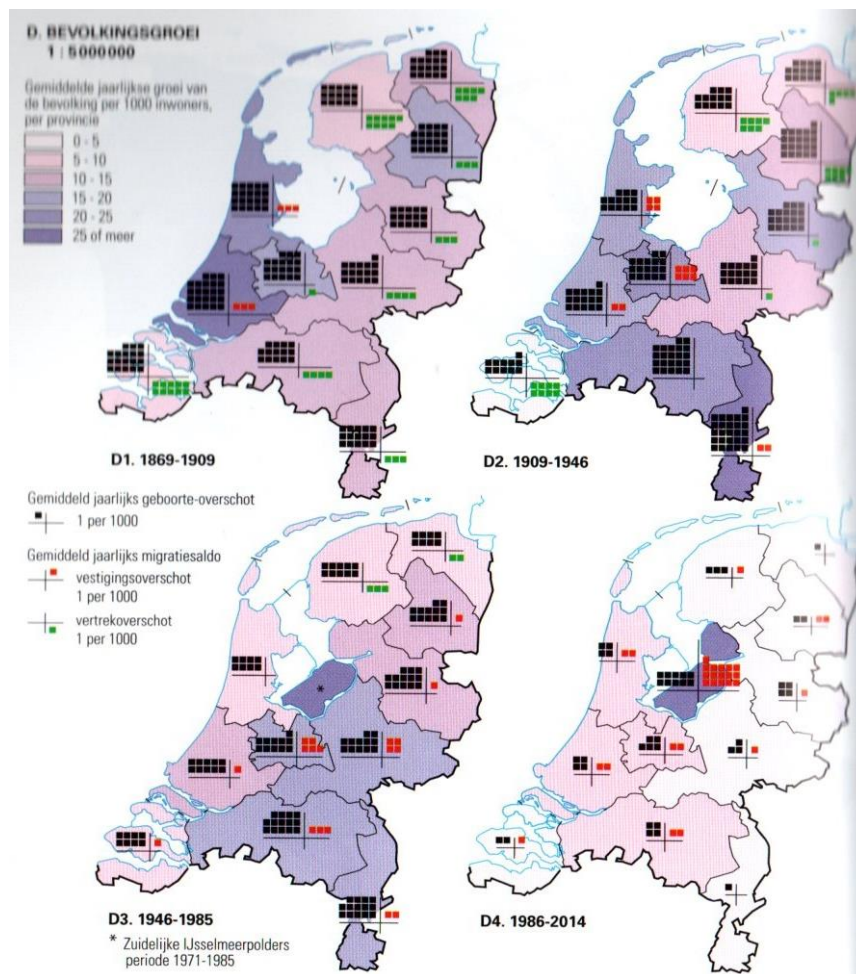 D. BEVOLKINGSGROEI
1 : 5000000
Gemiddelde jaarlijkse groei van
de bevolking per 1000 inwoners,
per provincie
0 - 5
5 - 10
10 - 15
15 - 20
20 - 25
25 of meer
D1. 1869-1909
D2. 1909-1946
Gemiddeld jaarlijks geboorte-overschot
1 per 1000
Gemiddeld jaarlijks migratiesaldo
vestigingsoverschot
1 per 1000
vertrekoverschot
1 per 1000
*
D3. 1946-1985
* Zuidelijke IJsselmeerpolders
periode 1971-1985
D4. 1986-2014